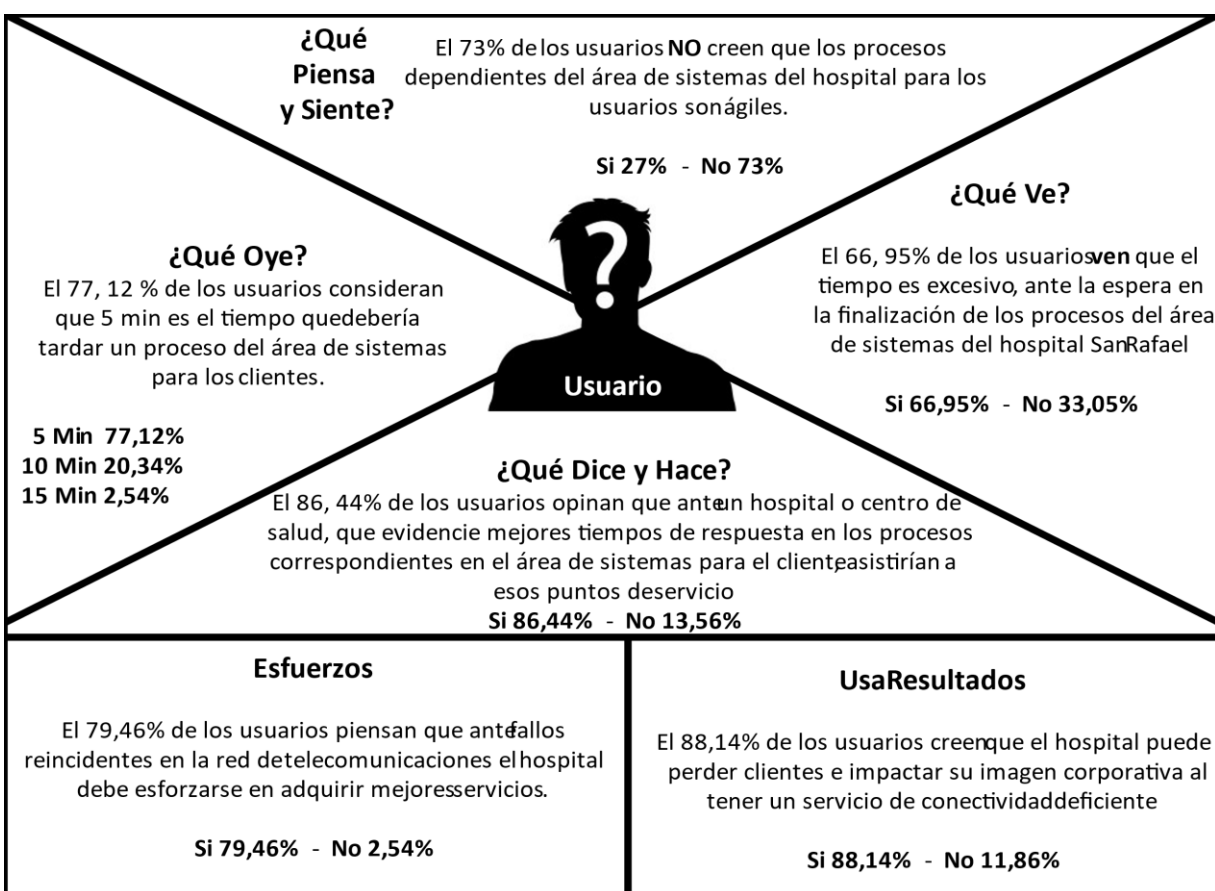 ¿Qué
Piensa
y Siente?
El 73% de los usuarios NO creen que los procesos
dependientes del área de sistemas del hospital para los
usuarios sonágiles.
Si 27% - No 73%
¿Qué Oye?
El 77, 12 % de los usuarios consideran
que 5 min es el tiempo quedebería
tardar un proceso del área de sistemas
para los clientes.
5 Min 77,12%
10 Min 20,34%
15 Min 2,54%
?
Usuario
¿Qué Ve?
El 66, 95% de los usuariosven que el
tiempo es excesivo, ante la espera en
la finalización de los procesos del área
de sistemas del hospital SanRafael
Si 66,95% - No 33,05%
¿Qué Dice y Hace?
El 86, 44% de los usuarios opinan que anteun hospital o centro de
salud, que evidencie mejores tiempos de respuesta en los procesos
correspondientes en el área de sistemas para el cliente,asistirían a
esos puntos deservicio
Si 86,44% - No 13,56%
Esfuerzos
El 79,46% de los usuarios piensan que antefallos
reincidentes en la red detelecomunicaciones elhospital
debe esforzarse en adquirir mejoresservicios.
Si 79,46% - No 2,54%
UsaResultados
El 88,14% de los usuarios creenque el hospital puede
perder clientes e impactar su imagen corporativa al
tener un servicio de conectividaddeficiente
Si 88,14% - No 11,86%